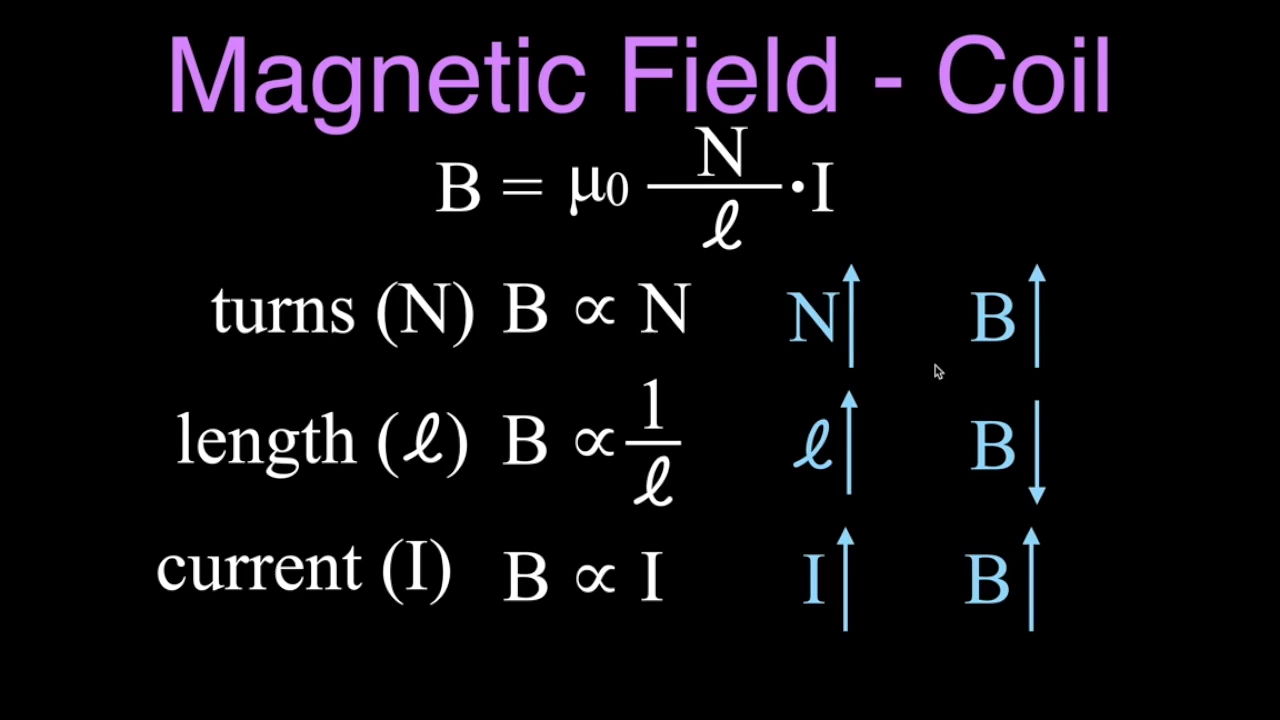 Magnetic Field - Coil
B = μ0 N/ℓ · I
turns (N) B ∝ N N↑ B↑
length (ℓ) B ∝ 1/ℓ ℓ↑ B↓
current (I) B ∝ I I↑ B↑